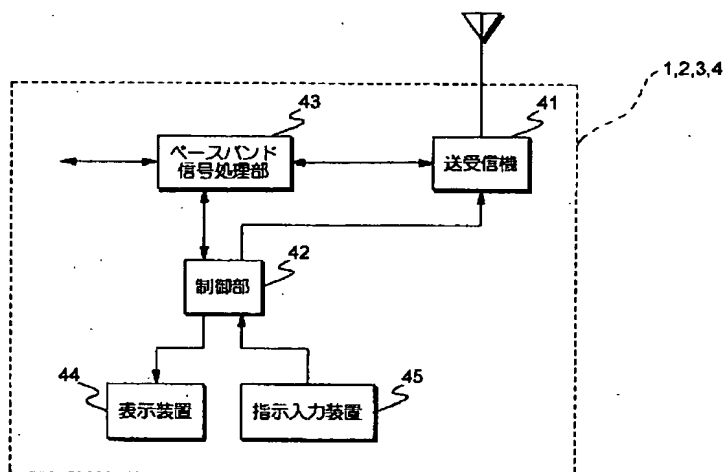 1,2,3,4
43
41
ベースバンド
信号処理部
送受信機
42
制御部
44
45
表示装置
指示入力装置